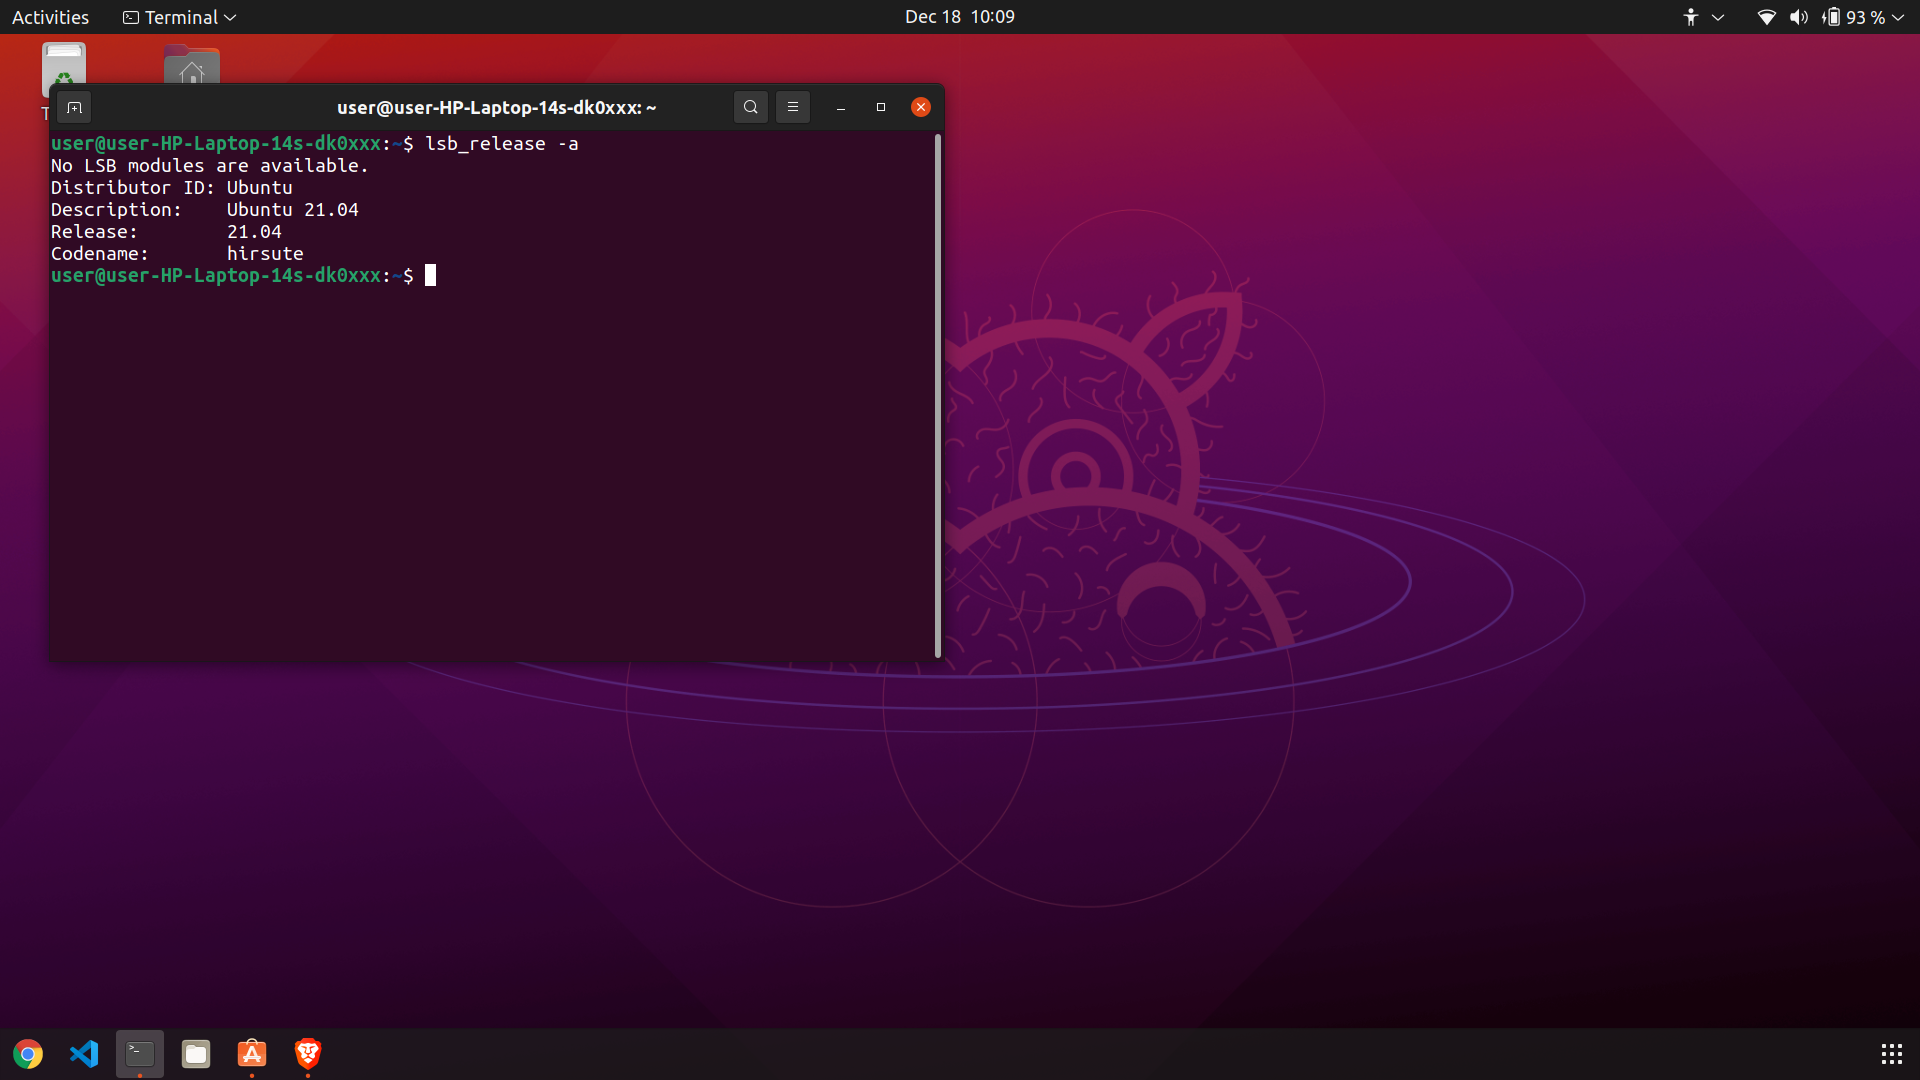 Activities Terminal Dec 18 10:09 93 %
user@user-HP-Laptop-14s-dk0xxx: ~
user@user-HP-Laptop-14s-dk0xxx:~$ lsb_release -a
No LSB modules are available.
Distributor ID: Ubuntu
Description: Ubuntu 21.04
Release: 21.04
Codename: hirsute
user@user-HP-Laptop-14s-dk0xxx:~$